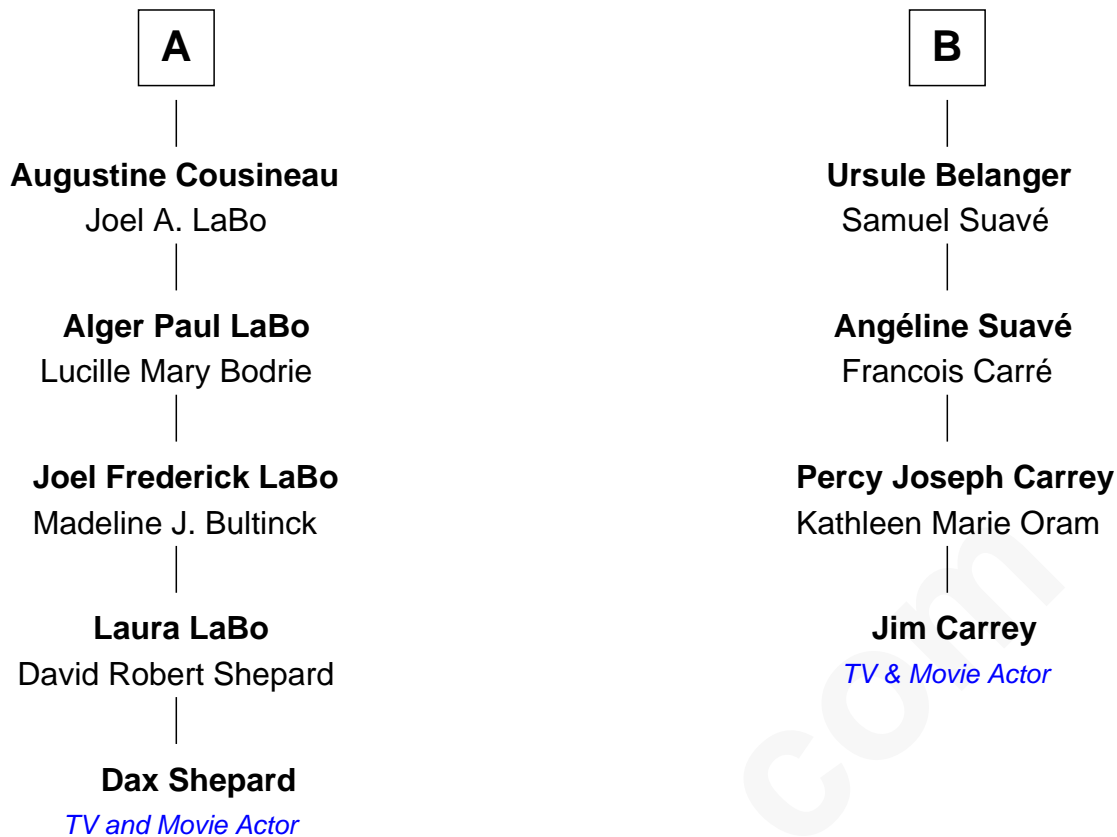 A
Augustine Cousineau
Joel A. LaBo
Alger Paul LaBo
Lucille Mary Bodrie
Joel Frederick LaBo
Madeline J. Bultinck
Laura LaBo
David Robert Shepard
Dax Shepard
TV and Movie Actor
B
Ursule Belanger
Samuel Suavé
Angéline Suavé
Francois Carré
Percy Joseph Carrey
Kathleen Marie Oram
Jim Carrey
TV & Movie Actor
com